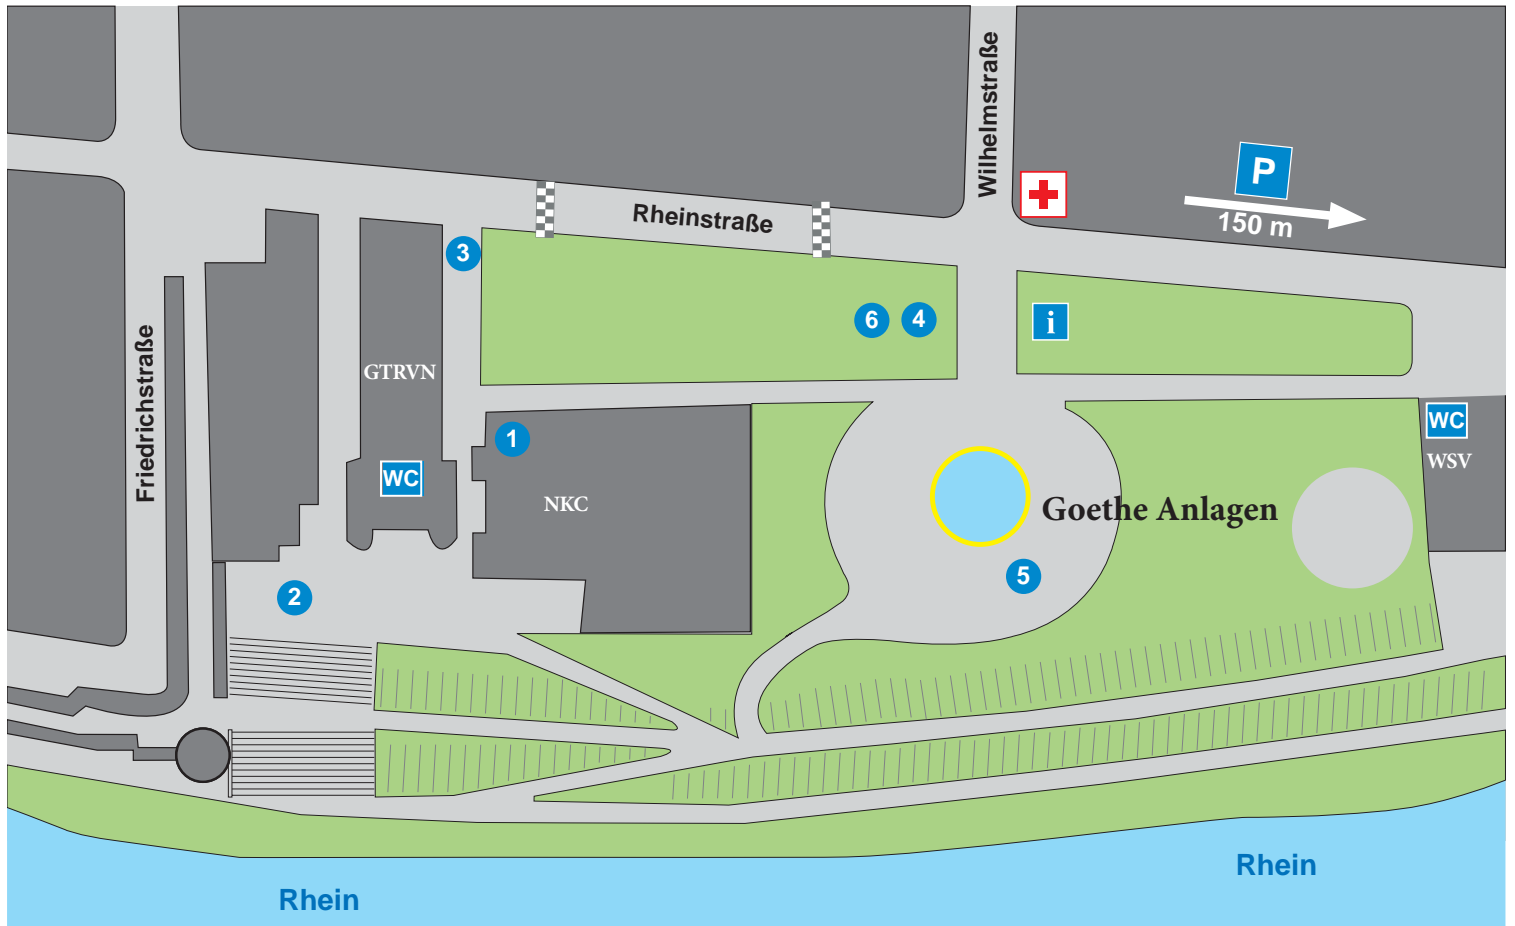 Wilhelmstraße
P
150 m
Rheinstraße
3
6
4
i
Friedrichstraße
GTRVN
WC
1
NKC
WC
WSV
Goethe Anlagen
5
2
Rhein
Rhein